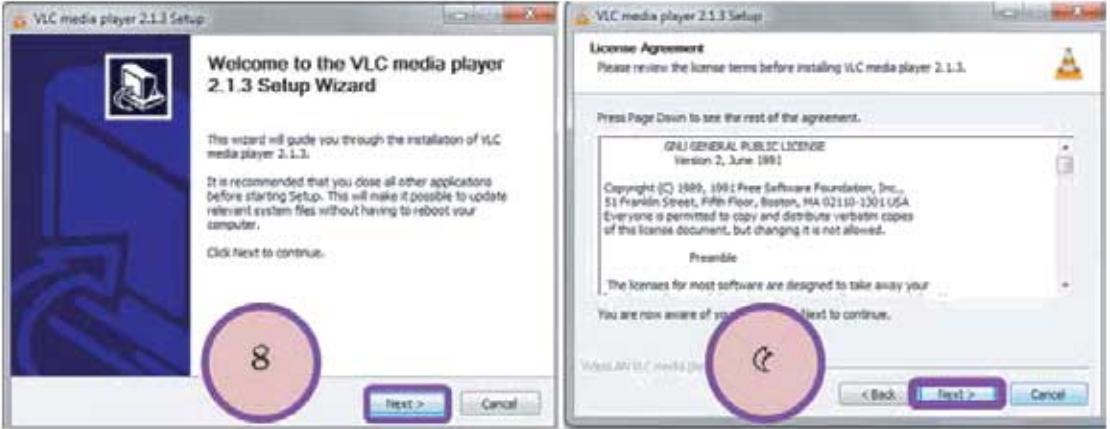 VLC media player 2.1.3 Setup
Welcome to the VLC media player
2.1.3 Setup Wizard
This wizard will guide you through the installation of VLC
media player 2.1.3.
It is recommended that you close all other applications
before starting Setup. This will make it possible to update
relevant system files without having to reboot your
computer.
Click Next to continue.
8
Next >
Cancel
VLC media player 2.1.3 Setup
License Agreement
Please review the license terms before installing VLC media player 2.1.3.
Press Page Down to see the rest of the agreement.
GNU GENERAL PUBLIC LICENSE
Version 2, June 1991
Copyright (C) 1989, 1991 Free Software Foundation, Inc.,
51 Franklin Street, Fifth Floor, Boston, MA 02110-1301 USA
Everyone is permitted to copy and distribute verbatim copies
of this license document, but changing it is not allowed.
Preamble
The licenses for most software are designed to take away your
You are now aware of Next to continue.
VideoLAN VLC media
< Back
Next >
Cancel